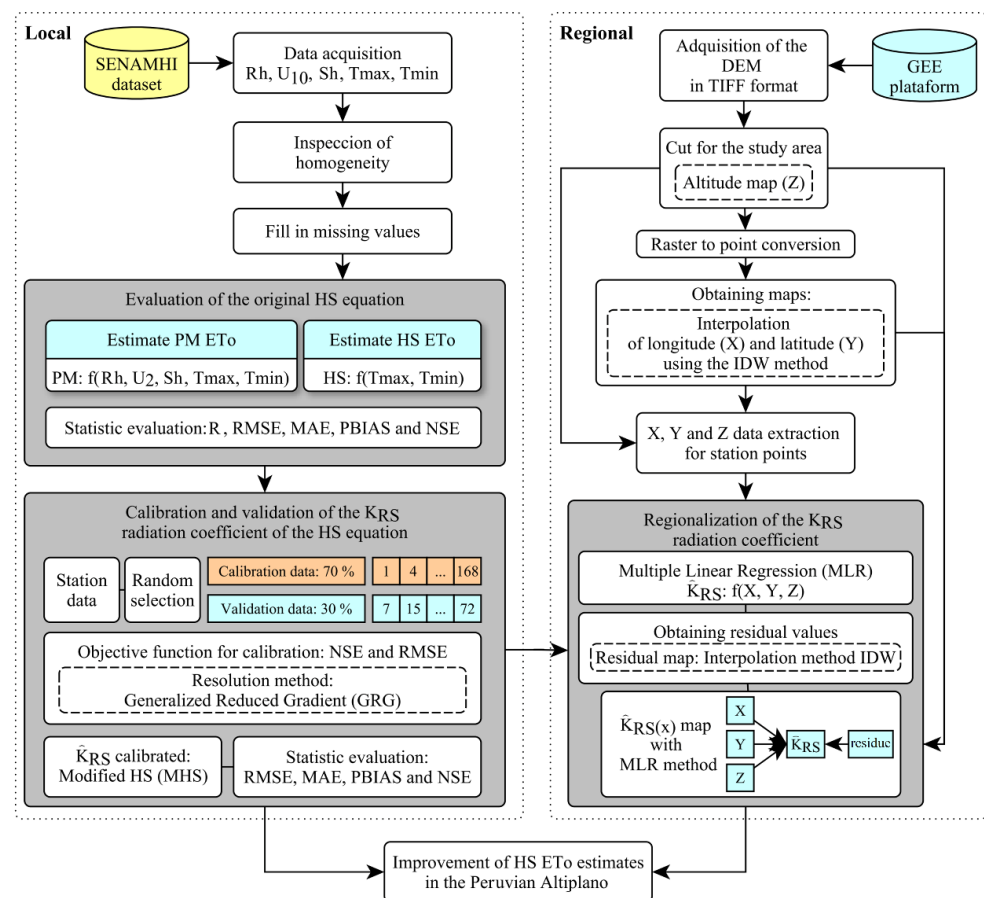 Local
SENAMHI
dataset
Data acquisition
Rh, U10, Sh, Tmax, Tmin
Inspeccion of
homogeneity
Fill in missing values
Evaluation of the original HS equation
Estimate PM ETo
PM: f(Rh, U2, Sh, Tmax, Tmin)
Estimate HS ETo
HS: f(Tmax, Tmin)
Statistic evaluation: R, RMSE, MAE, PBIAS and NSE
Calibration and validation of the KRS
radiation coefficient of the HS equation
Station
data
Random
selection
Calibration data: 70 %
1 4 ... 168
Validation data: 30 %
7 15 ... 72
Objective function for calibration: NSE and RMSE
Resolution method:
Generalized Reduced Gradient (GRG)
K̂RS calibrated:
Modified HS (MHS)
Statistic evaluation:
RMSE, MAE, PBIAS and NSE
Regional
Adquisition of the
DEM
in TIFF format
GEE
plataform
Cut for the study area
Altitude map (Z)
Raster to point conversion
Obtaining maps:
Interpolation
of longitude (X) and latitude (Y)
using the IDW method
X, Y and Z data extraction
for station points
Regionalization of the KRS
radiation coefficient
Multiple Linear Regression (MLR)
K̂RS: f(X, Y, Z)
Obtaining residual values
Residual map: Interpolation method IDW
K̂RS(x) map
with
MLR method
X
Y
Z
K̂RS
residue
Improvement of HS ETo estimates
in the Peruvian Altiplano